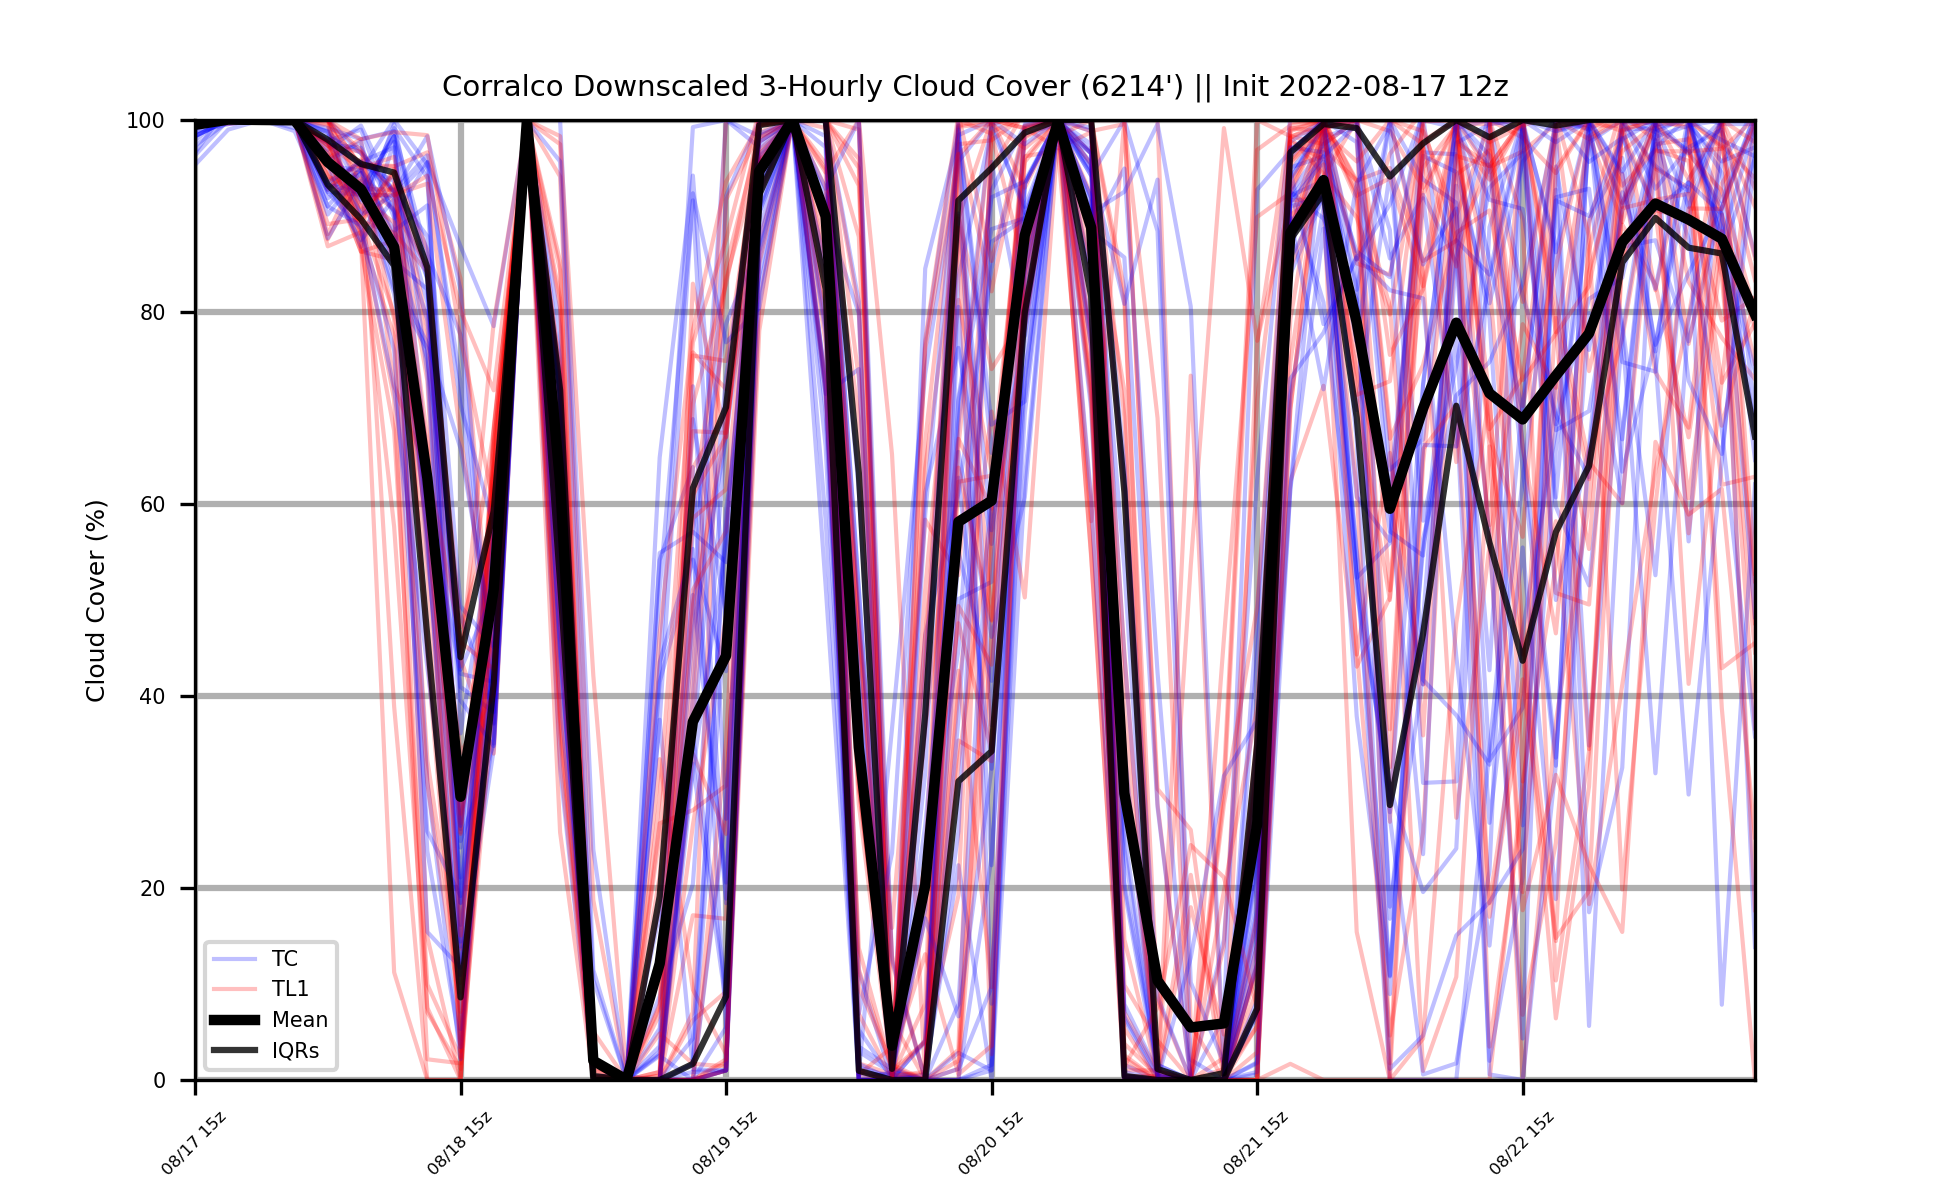 Corralco Downscaled 3-Hourly Cloud Cover (6214') || Init 2022-08-17 12z
Cloud Cover (%)
100
80
60
40
20
0
TC
TL1
Mean
IQRs
08/17 15z
08/18 15z
08/19 15z
08/20 15z
08/21 15z
08/22 15z